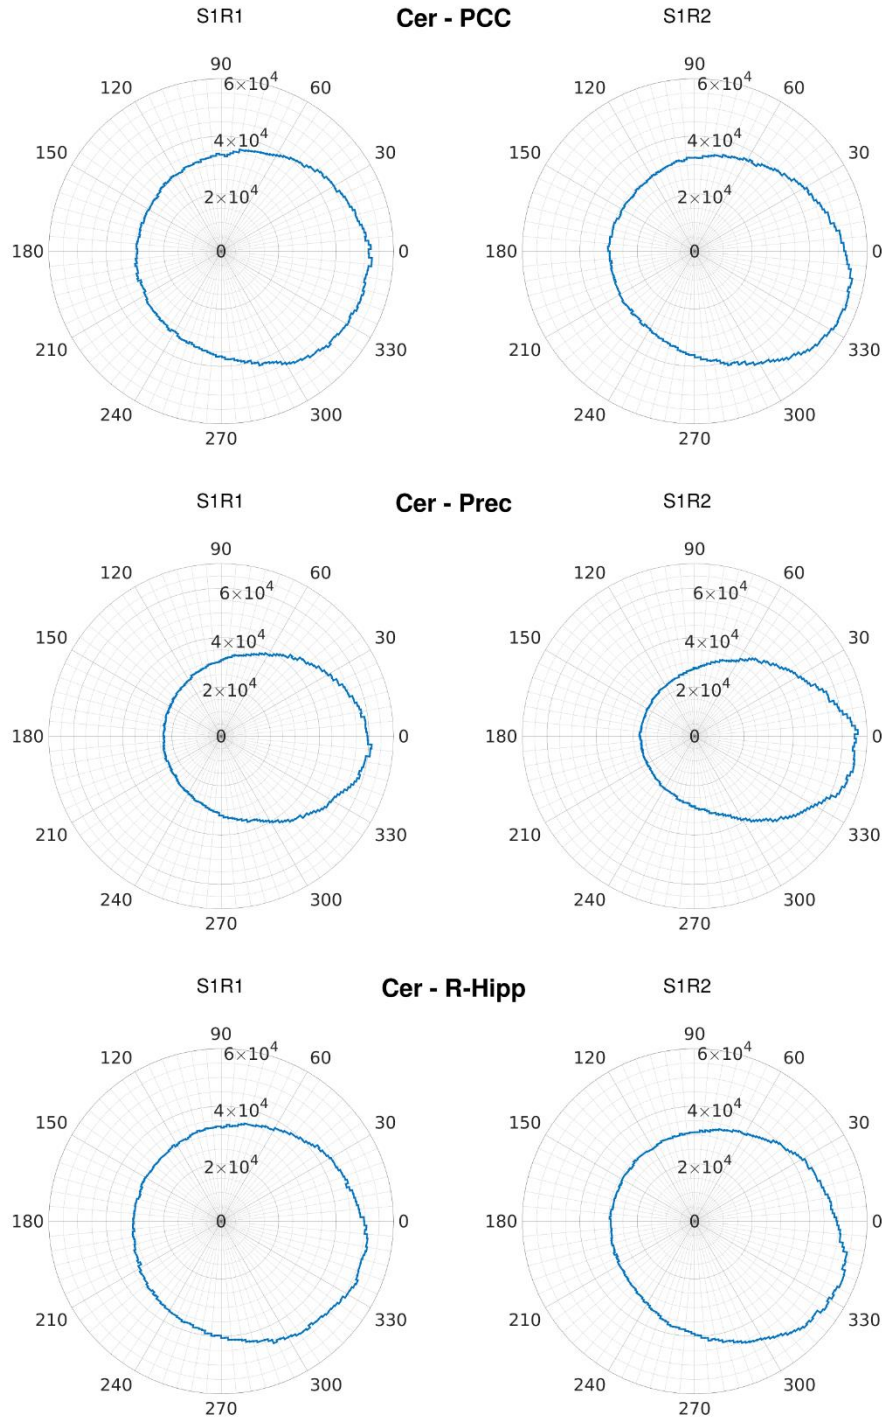 S1R1 Cer - PCC S1R2
90 90
120 6×10⁴ 60 120 6×10⁴ 60
150 4×10⁴ 30 150 4×10⁴ 30
2×10⁴ 2×10⁴
180 0 0 180 0 0
210 330 210 330
240 300 240 300
270 270
S1R1 Cer - Prec S1R2
90 90
120 60 120 60
6×10⁴ 6×10⁴
150 4×10⁴ 30 150 4×10⁴ 30
2×10⁴ 2×10⁴
180 0 0 180 0 0
210 330 210 330
240 300 240 300
270 270
S1R1 Cer - R-Hipp S1R2
90 90
120 6×10⁴ 60 120 6×10⁴ 60
150 4×10⁴ 30 150 4×10⁴ 30
2×10⁴ 2×10⁴
180 0 0 180 0 0
210 330 210 330
240 300 240 300
270 270